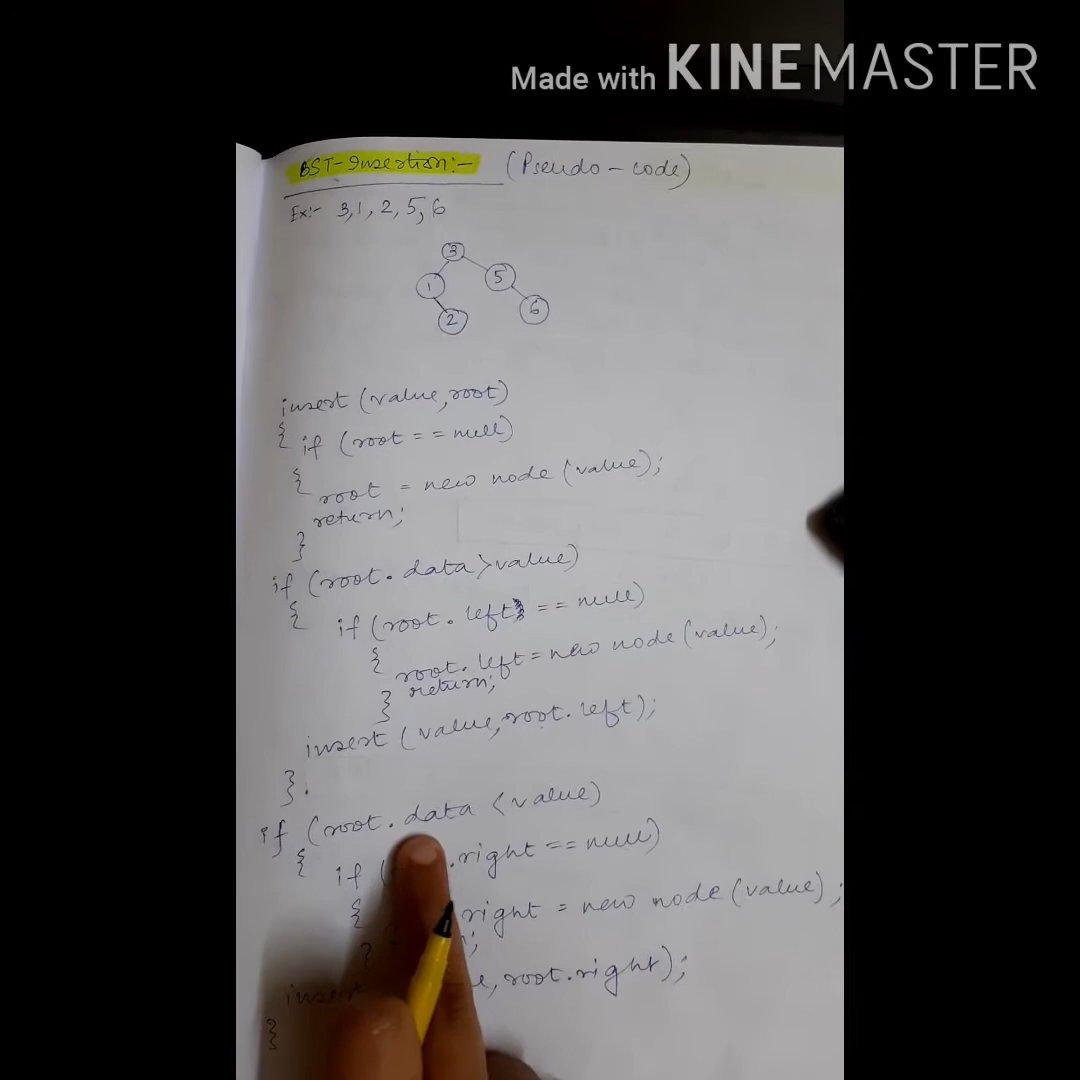 Made with KINEMASTER
BST-Insertion:- (Pseudo-code)
Ex:- 3,1,2,5,6
3
1 5
2 6
insert (value,root)
{ if (root == null)
{ root = new node (value);
return;
}
if (root.data>value)
{ if (root.left == null)
{ root.left=new node (value);
} return;
insert (value,root.left);
}.
if (root.data <value)
{ if ( .right == null)
{ right = new node (value);
} ;
insert , root.right);
}